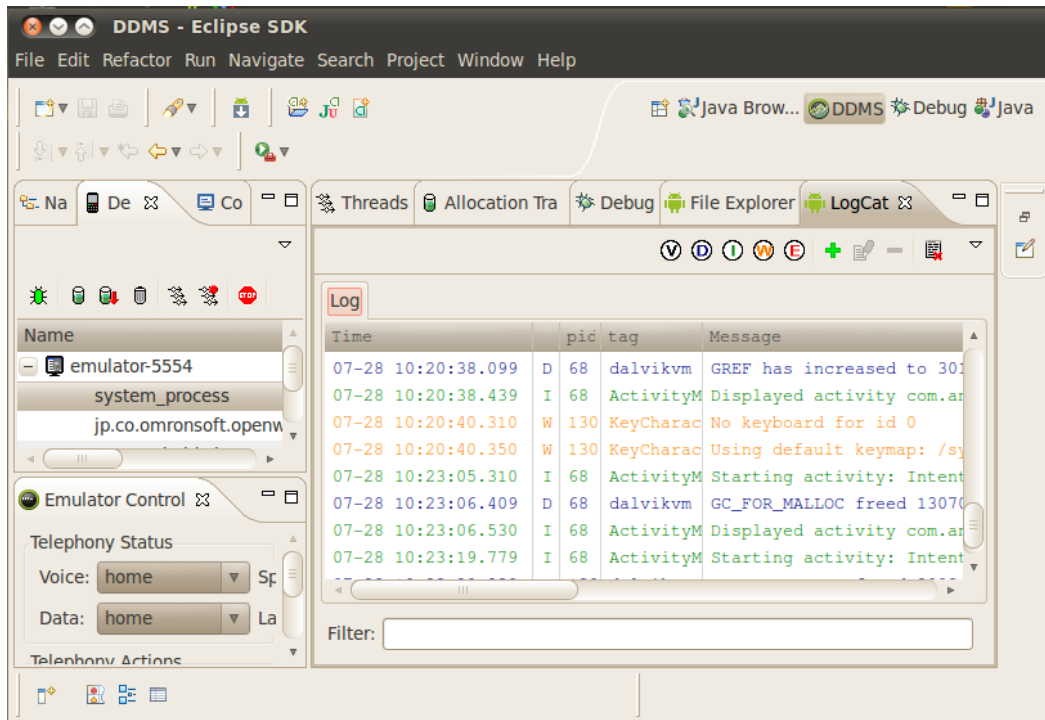 DDMS - Eclipse SDK
File Edit Refactor Run Navigate Search Project Window Help
Java Brow... DDMS Debug Java
Na De Co
Threads Allocation Tra Debug File Explorer LogCat
V D I W E
STOP
Log
Name
emulator-5554
system_process
jp.co.omronsoft.openw
Time pid tag Message
07-28 10:20:38.099 D 68 dalvikvm GREF has increased to 301
07-28 10:20:38.439 I 68 ActivityM Displayed activity com.an
07-28 10:20:40.310 W 130 KeyCharac No keyboard for id 0
07-28 10:20:40.350 W 130 KeyCharac Using default keymap: /sy
07-28 10:23:05.310 I 68 ActivityM Starting activity: Intent
07-28 10:23:06.409 D 68 dalvikvm GC_FOR_MALLOC freed 13070
07-28 10:23:06.530 I 68 ActivityM Displayed activity com.an
07-28 10:23:19.779 I 68 ActivityM Starting activity: Intent
Filter:
Emulator Control
Telephony Status
Voice: home Sp
Data: home La
Telephony Actions